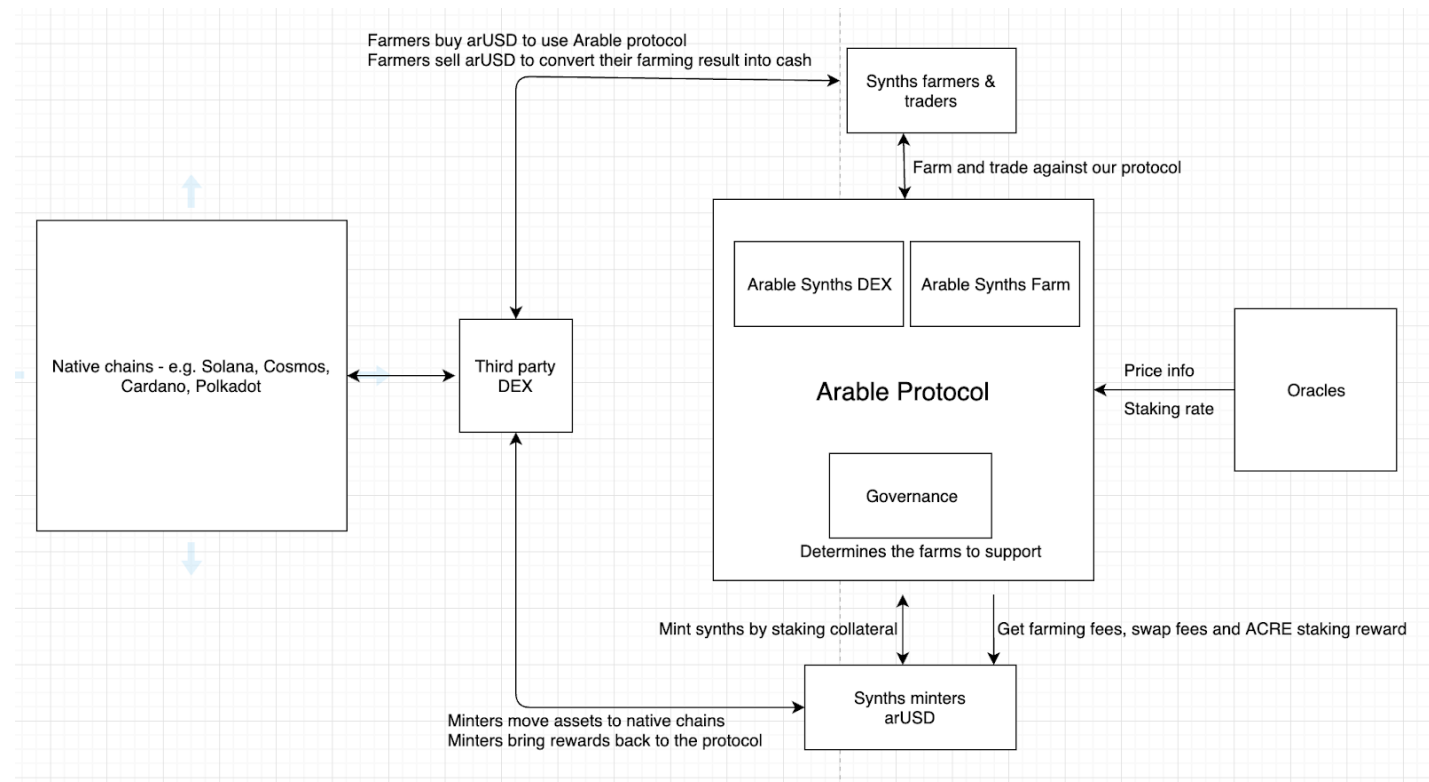 Farmers buy arUSD to use Arable protocol
Farmers sell arUSD to convert their farming result into cash
Synths farmers &
traders
Farm and trade against our protocol
Arable Synths DEX
Arable Synths Farm
Native chains - e.g. Solana, Cosmos,
Cardano, Polkadot
Third party
DEX
Arable Protocol
Price info
Staking rate
Oracles
Governance
Determines the farms to support
Mint synths by staking collateral
Get farming fees, swap fees and ACRE staking reward
Synths minters
arUSD
Minters move assets to native chains
Minters bring rewards back to the protocol